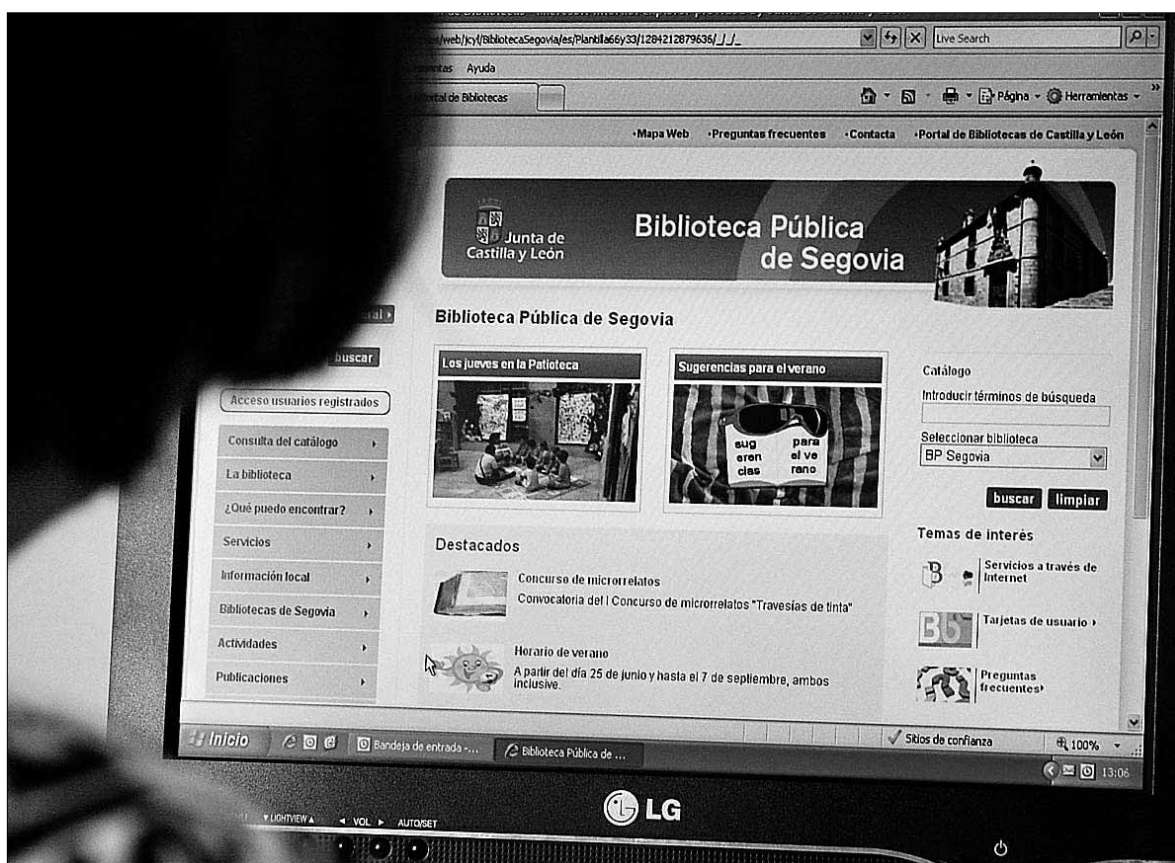 /web/jcyl/BibliotecaSegovia/es/Plantilla66y33/1284212879636/_/_/_
Live Search
Ayuda
Portal de Bibliotecas
Página
Herramientas
·Mapa Web ·Preguntas frecuentes ·Contacta ·Portal de Bibliotecas de Castilla y León
Junta de
Castilla y León
Biblioteca Pública
de Segovia
Biblioteca Pública de Segovia
buscar
Acceso usuarios registrados
Consulta del catálogo
La biblioteca
¿Qué puedo encontrar?
Servicios
Información local
Bibliotecas de Segovia
Actividades
Publicaciones
Los jueves en la Patioteca
Sugerencias para el verano
sug para
eren el ve
cias rano
Destacados
Concurso de microrrelatos
Convocatoria del I Concurso de microrrelatos "Travesías de tinta"
Horario de verano
A partir del día 25 de junio y hasta el 7 de septiembre, ambos
inclusive.
Catálogo
Introducir términos de búsqueda
Seleccionar biblioteca
BP Segovia
buscar limpiar
Temas de interés
Servicios a través de
Internet
Tarjetas de usuario
Preguntas
frecuentes
Sitios de confianza
100%
Inicio
Bandeja de entrada -...
Biblioteca Pública de ...
13:06
LG
LIGHTVIEW
VOL
AUTO/SET